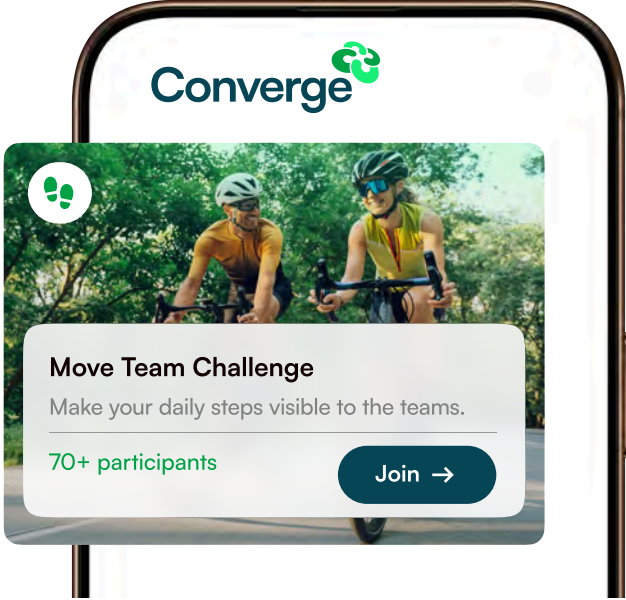 Converge
Move Team Challenge
Make your daily steps visible to the teams.
70+ participants
Join →